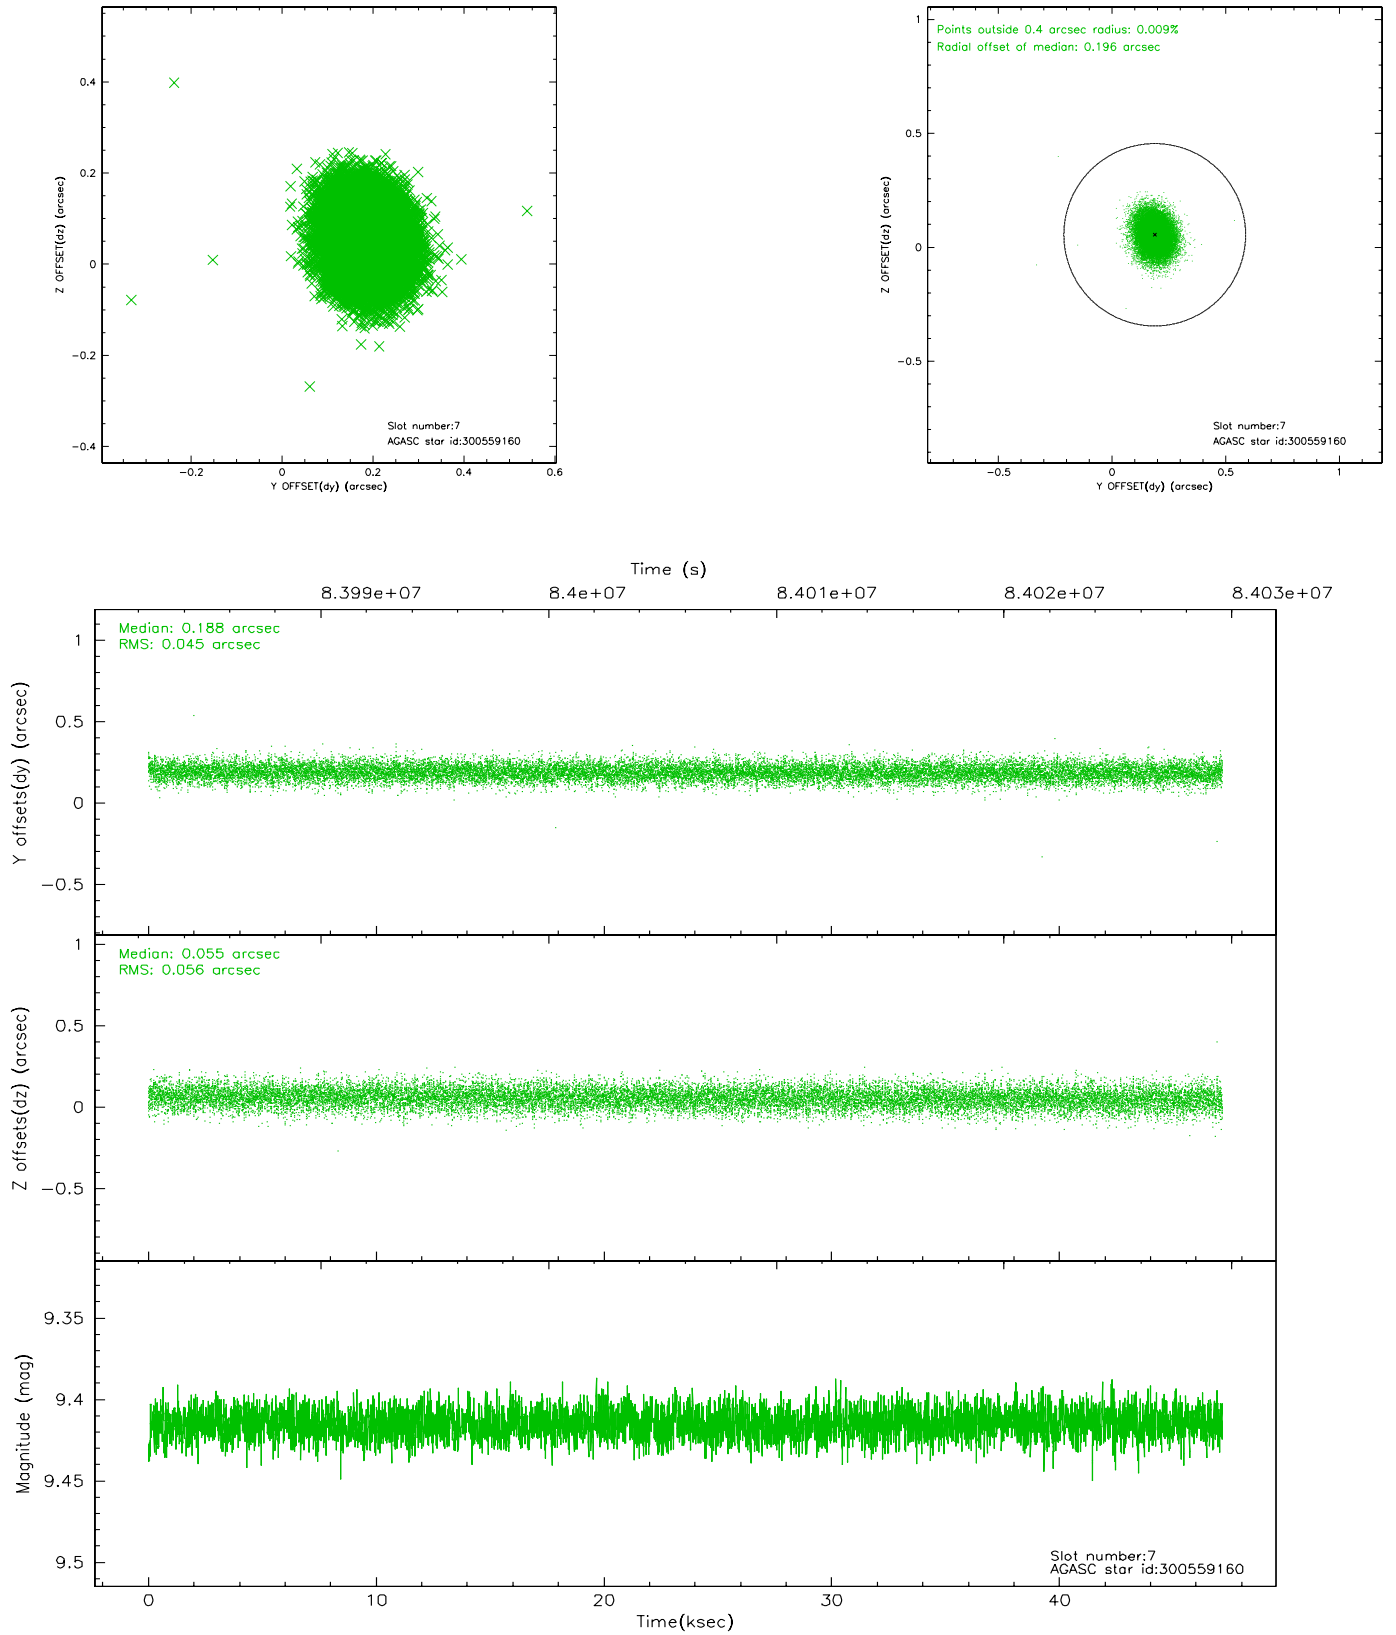 0.4
0.2
0
−0.2
−0.4
Z OFFSET(dz) (arcsec)
Slot number:7
AGASC star id:300559160
−0.2 0 0.2 0.4 0.6
Y OFFSET(dy) (arcsec)
Points outside 0.4 arcsec radius: 0.009%
Radial offset of median: 0.196 arcsec
1
0.5
0
−0.5
Z OFFSET(dz) (arcsec)
Slot number:7
AGASC star id:300559160
−0.5 0 0.5 1
Y OFFSET(dy) (arcsec)
Time (s)
8.399e+07 8.4e+07 8.401e+07 8.402e+07 8.403e+07
Median: 0.188 arcsec
RMS: 0.045 arcsec
1
0.5
0
−0.5
Y offsets(dy) (arcsec)
Median: 0.055 arcsec
RMS: 0.056 arcsec
1
0.5
0
−0.5
Z offsets(dz) (arcsec)
9.35
9.4
9.45
9.5
Magnitude (mag)
Slot number:7
AGASC star id:300559160
0 10 20 30 40
Time(ksec)